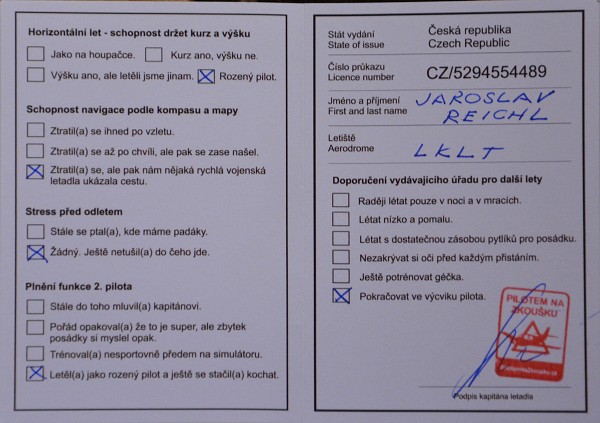 Horizontální let - schopnost držet kurz a výšku
Jako na houpačce. Kurz ano, výšku ne.
Výšku ano, ale letěli jsme jinam. Rozený pilot.
Schopnost navigace podle kompasu a mapy
Ztratil(a) se ihned po vzletu.
Ztratil(a) se až po chvíli, ale pak se zase našel.
Ztratil(a) se, ale pak nám nějaká rychlá vojenská
letadla ukázala cestu.
Stress před odletem
Stále se ptal(a), kde máme padáky.
Žádný. Ještě netušil(a) do čeho jde.
Plnění funkce 2. pilota
Stále do toho mluvil(a) kapitánovi.
Pořád opakoval(a) že to je super, ale zbytek
posádky si myslel opak.
Trénoval(a) nesportovně předem na simulátoru.
Letěl(a) jako rozený pilot a ještě se stačil(a) kochat.
Stát vydání Česká republika
State of issue Czech Republic
Číslo průkazu
Licence number CZ/5294554489
Jméno a příjmení JAROSLAV
First and last name REICHL
Letiště
Aerodrome LKLT
Doporučení vydávajícího úřadu pro další lety
Raději létat pouze v noci a v mracích.
Létat nízko a pomalu.
Létat s dostatečnou zásobou pytlíků pro posádku.
Nezakrývat si oči před každým přistáním.
Ještě potrénovat géčka.
Pokračovat ve výcviku pilota.
PILOTEM NA
ZKOUŠKU
Podpis kapitána letadla